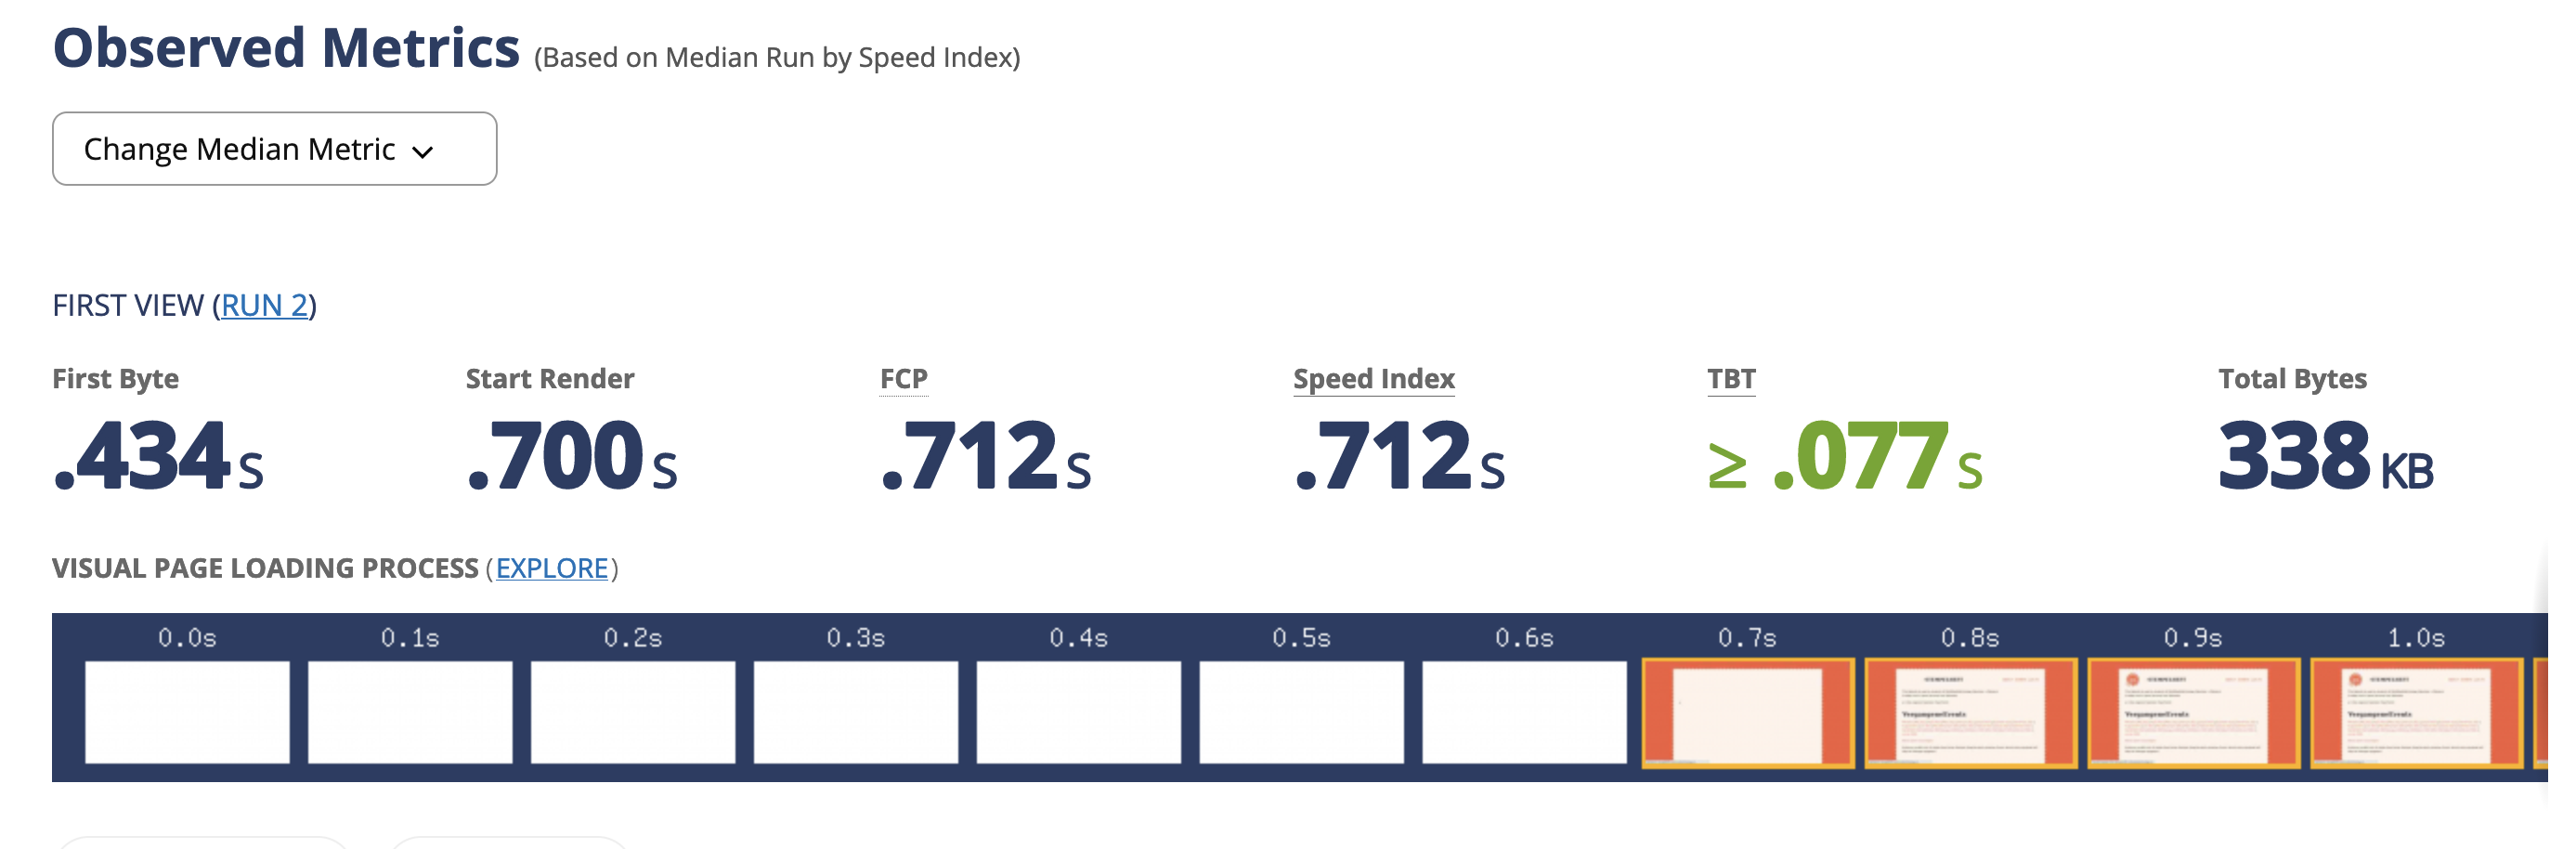 Observed Metrics (Based on Median Run by Speed Index)
Change Median Metric
FIRST VIEW (RUN 2)
First Byte Start Render FCP Speed Index TBT Total Bytes
.434s .700s .712s .712s ≥ .077s 338KB
VISUAL PAGE LOADING PROCESS (EXPLORE)
0.0s 0.1s 0.2s 0.3s 0.4s 0.5s 0.6s 0.7s 0.8s 0.9s 1.0s